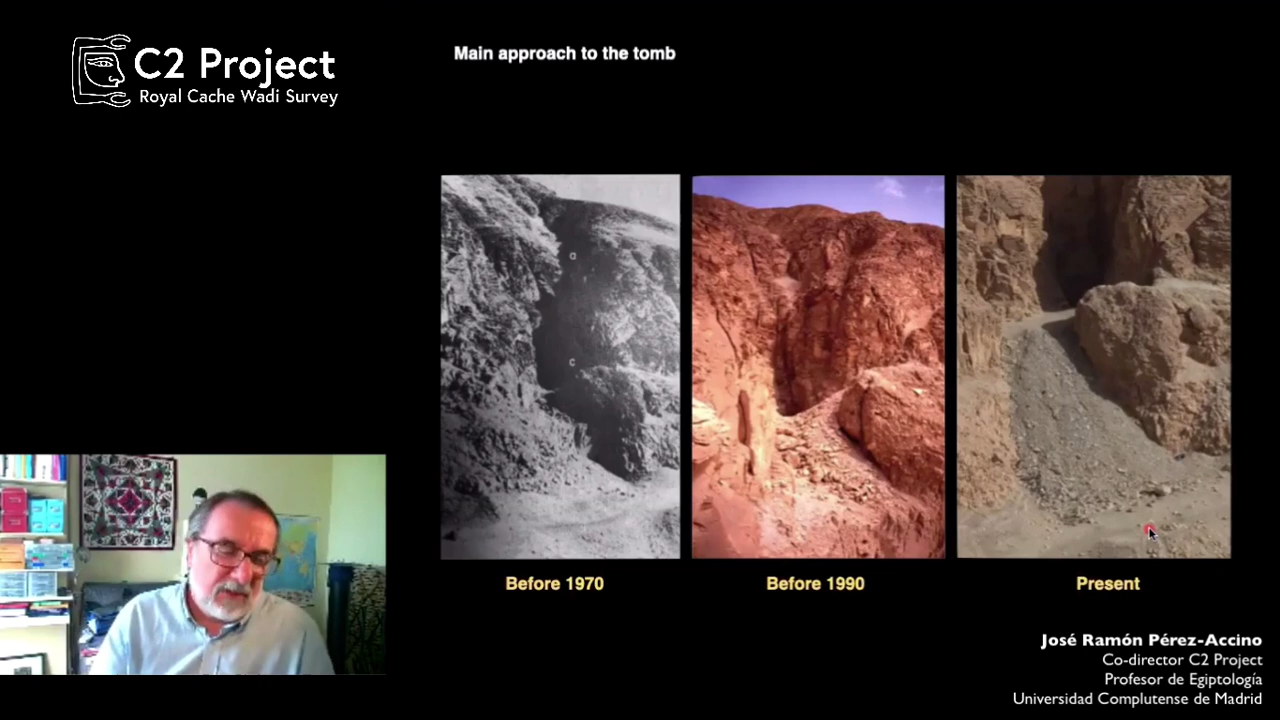 C2 Project
Royal Cache Wadi Survey
Main approach to the tomb
a
c
Before 1970
Before 1990
Present
José Ramón Pérez-Accino
Co-director C2 Project
Profesor de Egiptología
Universidad Complutense de Madrid